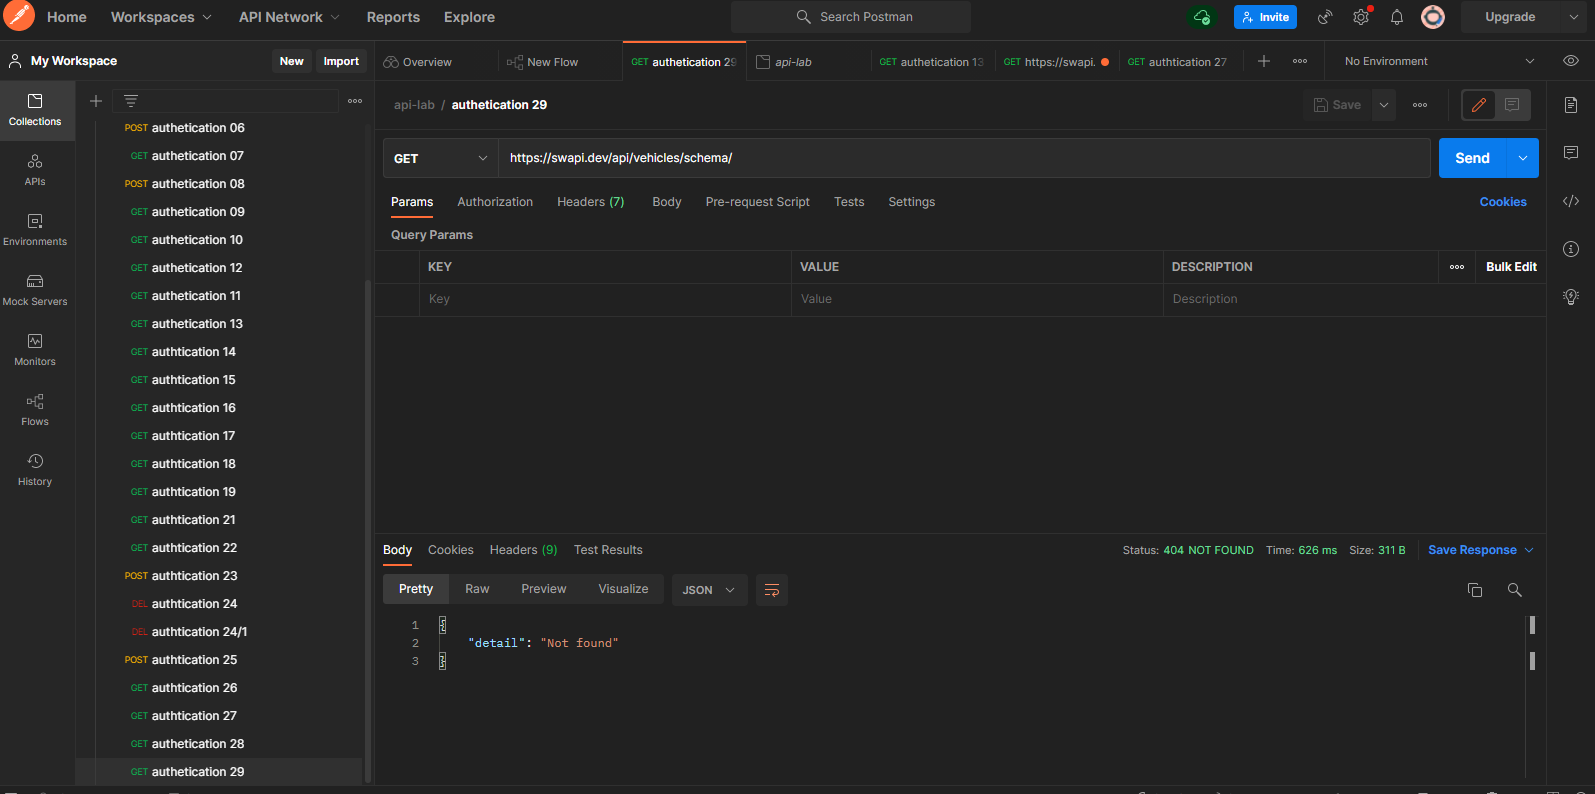 Home Workspaces API Network Reports Explore Search Postman Invite Upgrade
My Workspace New Import Overview New Flow GET authetication 29 api-lab GET authetication 13 GET https://swapi. GET authtication 27 No Environment
Collections
APIs
Environments
Mock Servers
Monitors
Flows
History
POST authetication 06
GET authetication 07
POST authetication 08
GET authetication 09
GET authetication 10
GET authetication 12
GET authetication 11
GET authetication 13
GET authtication 14
GET authtication 15
GET authtication 16
GET authtication 17
GET authtication 18
GET authtication 19
GET authtication 21
GET authtication 22
POST authtication 23
DEL authtication 24
DEL authtication 24/1
POST authtication 25
GET authtication 26
GET authtication 27
GET authetication 28
GET authetication 29
api-lab / authetication 29 Save
GET https://swapi.dev/api/vehicles/schema/ Send
Params Authorization Headers (7) Body Pre-request Script Tests Settings Cookies
Query Params
KEY VALUE DESCRIPTION Bulk Edit
Key Value Description
Body Cookies Headers (9) Test Results Status: 404 NOT FOUND Time: 626 ms Size: 311 B Save Response
Pretty Raw Preview Visualize JSON
1 {
2 "detail": "Not found"
3 }